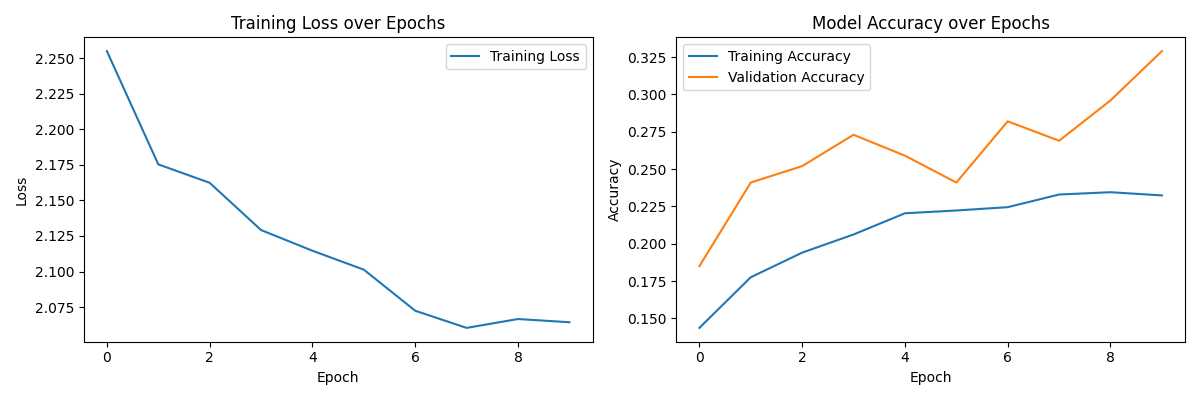 Training Loss over Epochs
Training Loss
2.250
2.225
2.200
2.175
2.150
2.125
2.100
2.075
Loss
0 2 4 6 8
Epoch
Model Accuracy over Epochs
Training Accuracy
Validation Accuracy
0.325
0.300
0.275
0.250
0.225
0.200
0.175
0.150
Accuracy
0 2 4 6 8
Epoch